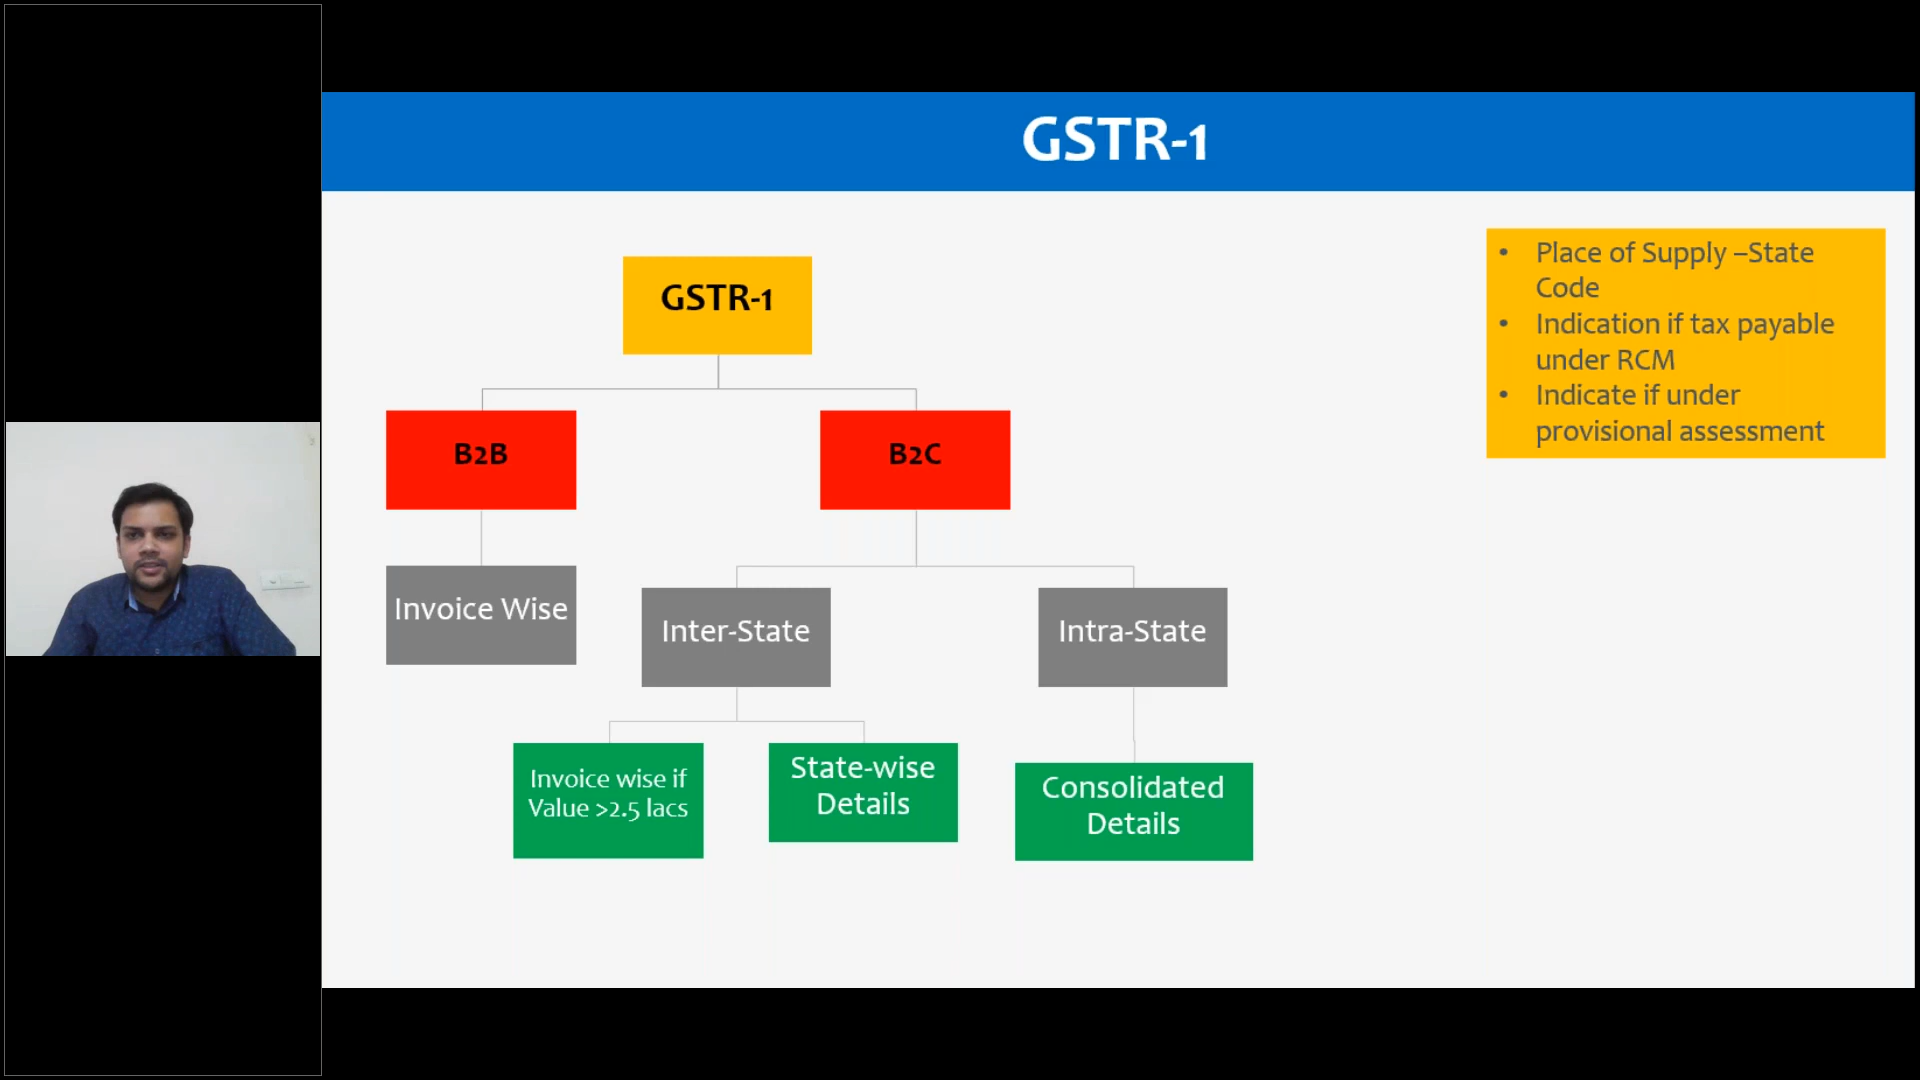 GSTR-1
GSTR-1
• Place of Supply –State
Code
• Indication if tax payable
under RCM
• Indicate if under
provisional assessment
B2B
B2C
Invoice Wise
Inter-State
Intra-State
Invoice wise if
Value >2.5 lacs
State-wise
Details
Consolidated
Details